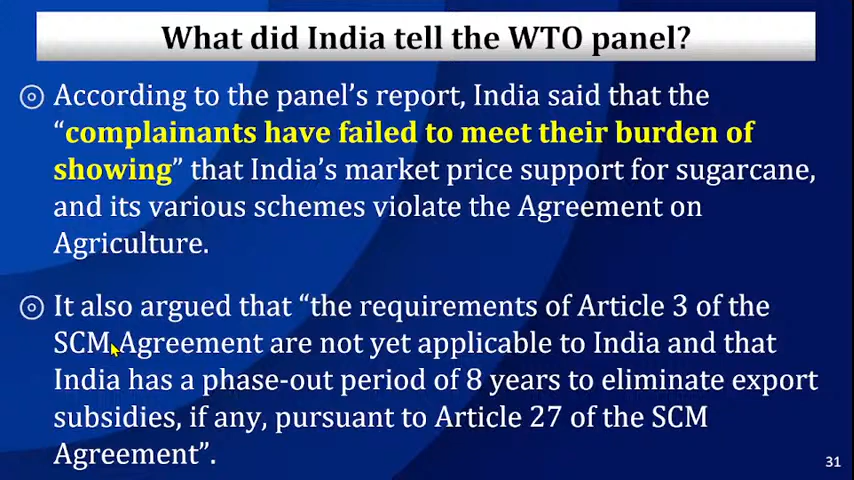 What did India tell the WTO panel?
According to the panel’s report, India said that the
“complainants have failed to meet their burden of
showing” that India’s market price support for sugarcane,
and its various schemes violate the Agreement on
Agriculture.
It also argued that “the requirements of Article 3 of the
SCM Agreement are not yet applicable to India and that
India has a phase-out period of 8 years to eliminate export
subsidies, if any, pursuant to Article 27 of the SCM
Agreement”.
31